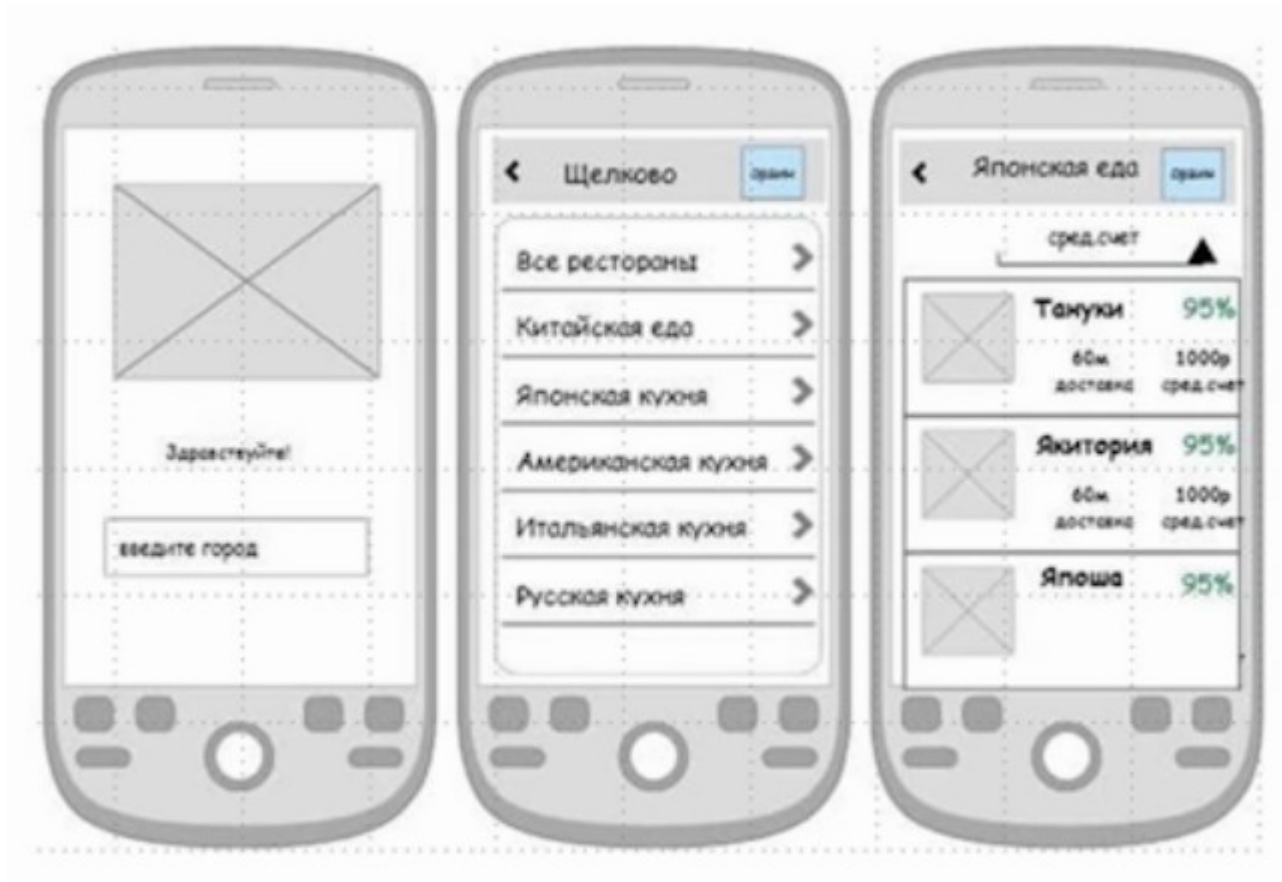 Здравствуйте!
введите город
Щелково
Все рестораны
Китайская еда
Японская кухня
Американская кухня
Итальянская кухня
Русская кухня
Японская еда
сред.счет
Тануки 95%
60м 1000р
доставка сред.счет
Якитория 95%
60м 1000р
доставка сред.счет
Япоша 95%